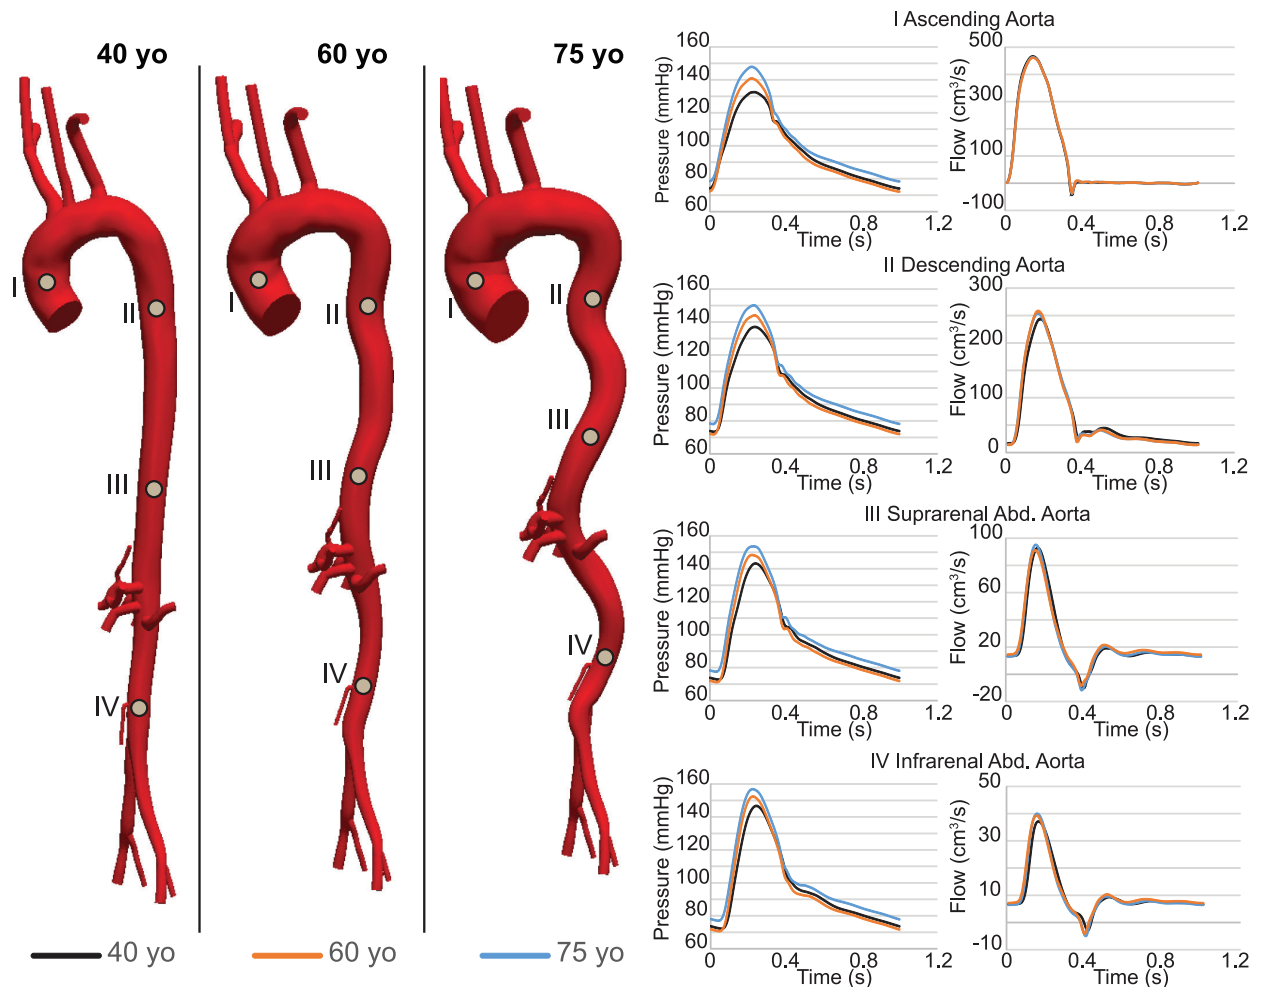 40 yo
60 yo
75 yo
I
II
III
IV
I
II
III
IV
I
II
III
IV
40 yo
60 yo
75 yo
I Ascending Aorta
Pressure (mmHg)
160
140
120
100
80
60
0
0.4
0.8
1.2
Time (s)
Flow (cm³/s)
500
300
100
-100
0
0.4
0.8
1.2
Time (s)
II Descending Aorta
Pressure (mmHg)
160
140
120
100
80
60
0
0.4
0.8
1.2
Time (s)
Flow (cm³/s)
300
200
100
0
0
0.4
0.8
1.2
Time (s)
III Suprarenal Abd. Aorta
Pressure (mmHg)
160
140
120
100
80
60
0
0.4
0.8
1.2
Time (s)
Flow (cm³/s)
100
60
20
-20
0
0.4
0.8
1.2
Time (s)
IV Infrarenal Abd. Aorta
Pressure (mmHg)
160
140
120
100
80
60
0
0.4
0.8
1.2
Time (s)
Flow (cm³/s)
50
30
10
-10
0
0.4
0.8
1.2
Time (s)